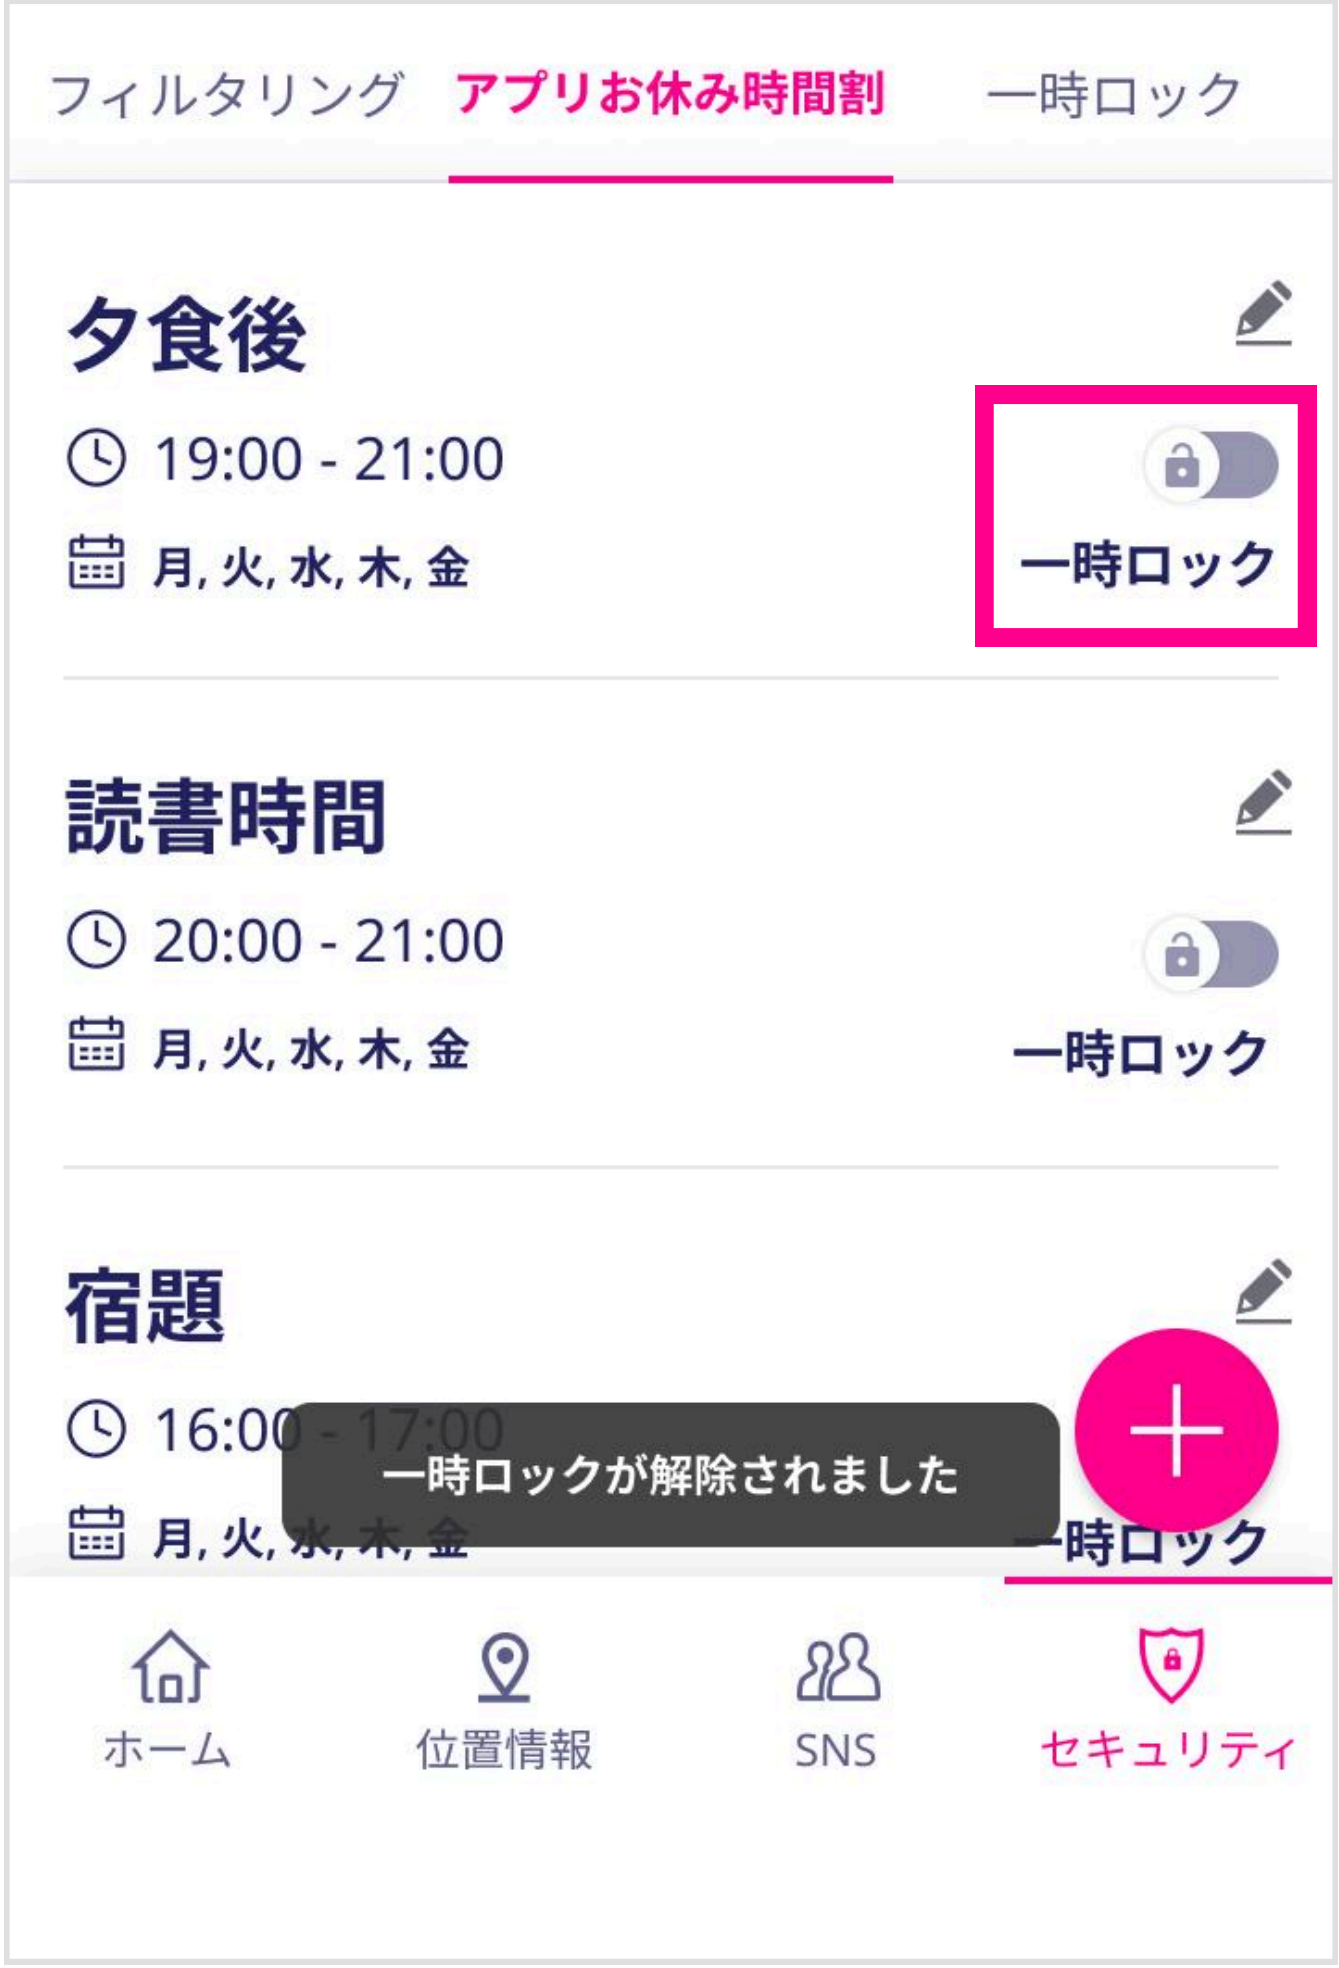 フィルタリング アプリお休み時間割 一時ロック
夕食後
19:00 - 21:00
月, 火, 水, 木, 金
一時ロック
読書時間
20:00 - 21:00
月, 火, 水, 木, 金
一時ロック
宿題
16:00 - 17:00
一時ロックが解除されました
月, 火, 水, 木, 金
一時ロック
ホーム 位置情報 SNS セキュリティ